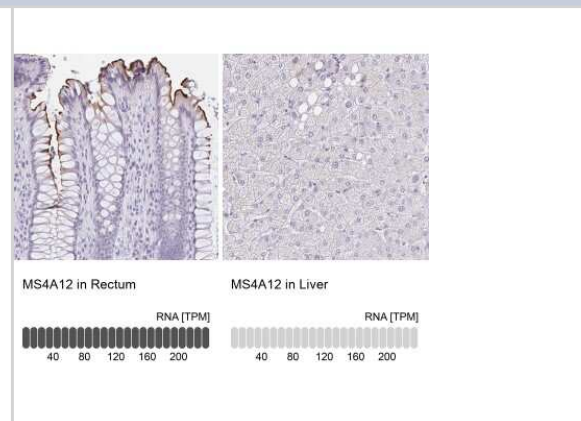 MS4A12 in Rectum
MS4A12 in Liver
RNA [TPM]
RNA [TPM]
40 80 120 160 200
40 80 120 160 200